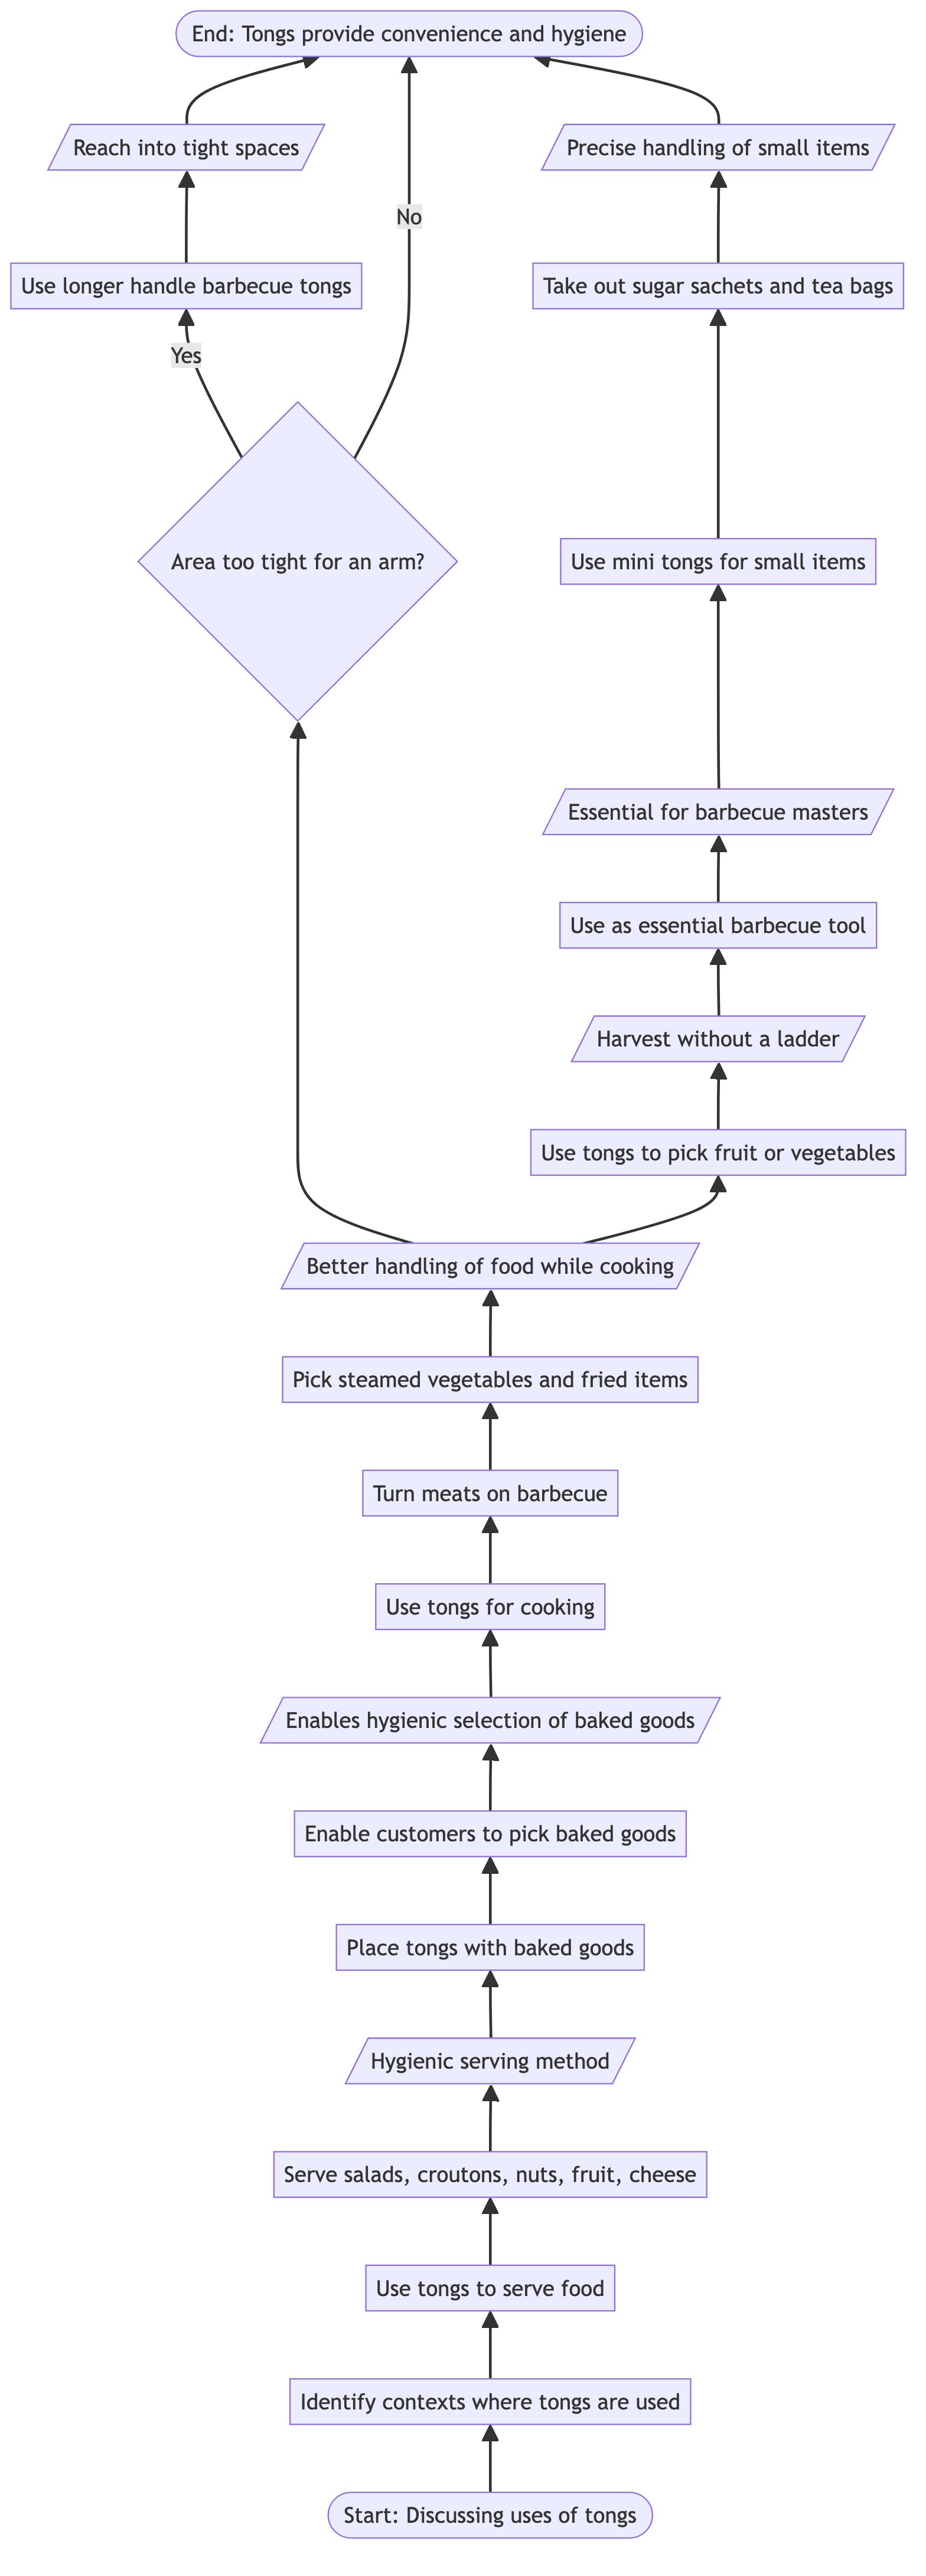 End: Tongs provide convenience and hygiene
Reach into tight spaces
Precise handling of small items
No
Use longer handle barbecue tongs
Take out sugar sachets and tea bags
Yes
Area too tight for an arm?
Use mini tongs for small items
Essential for barbecue masters
Use as essential barbecue tool
Harvest without a ladder
Use tongs to pick fruit or vegetables
Better handling of food while cooking
Pick steamed vegetables and fried items
Turn meats on barbecue
Use tongs for cooking
Enables hygienic selection of baked goods
Enable customers to pick baked goods
Place tongs with baked goods
Hygienic serving method
Serve salads, croutons, nuts, fruit, cheese
Use tongs to serve food
Identify contexts where tongs are used
Start: Discussing uses of tongs